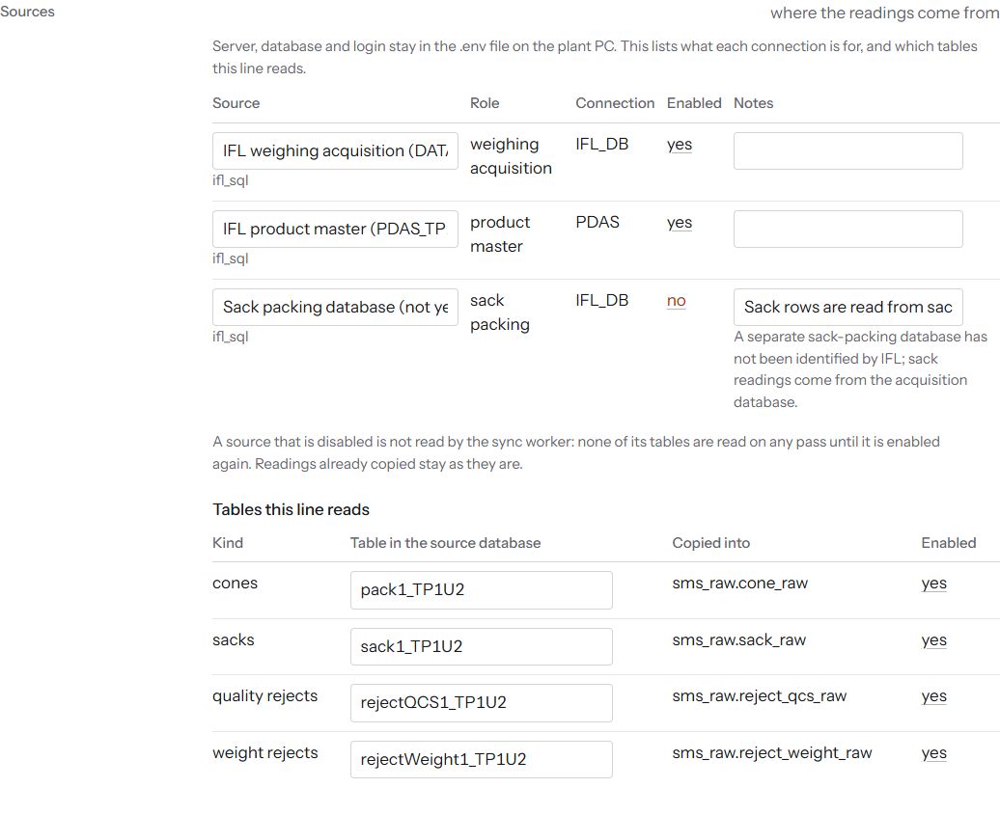 Sources
where the readings come from
Server, database and login stay in the .env file on the plant PC. This lists what each connection is for, and which tables
this line reads.
Source Role Connection Enabled Notes
IFL weighing acquisition (DATA weighing acquisition IFL_DB yes
ifl_sql
IFL product master (PDAS_TP product master PDAS yes
ifl_sql
Sack packing database (not ye sack packing IFL_DB no Sack rows are read from sac
ifl_sql
A separate sack-packing database has
not been identified by IFL; sack
readings come from the acquisition
database.
A source that is disabled is not read by the sync worker: none of its tables are read on any pass until it is enabled
again. Readings already copied stay as they are.
Tables this line reads
Kind Table in the source database Copied into Enabled
cones pack1_TP1U2 sms_raw.cone_raw yes
sacks sack1_TP1U2 sms_raw.sack_raw yes
quality rejects rejectQCS1_TP1U2 sms_raw.reject_qcs_raw yes
weight rejects rejectWeight1_TP1U2 sms_raw.reject_weight_raw yes